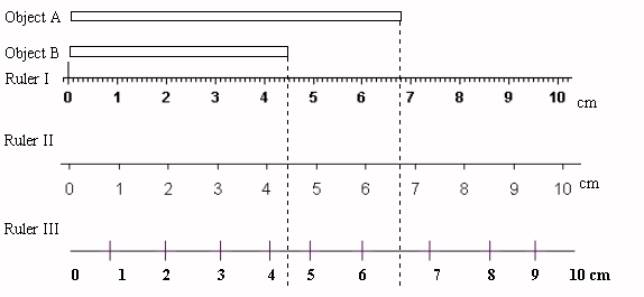 Object A
Object B
Ruler I
0 1 2 3 4 5 6 7 8 9 10 cm
Ruler II
0 1 2 3 4 5 6 7 8 9 10 cm
Ruler III
0 1 2 3 4 5 6 7 8 9 10 cm